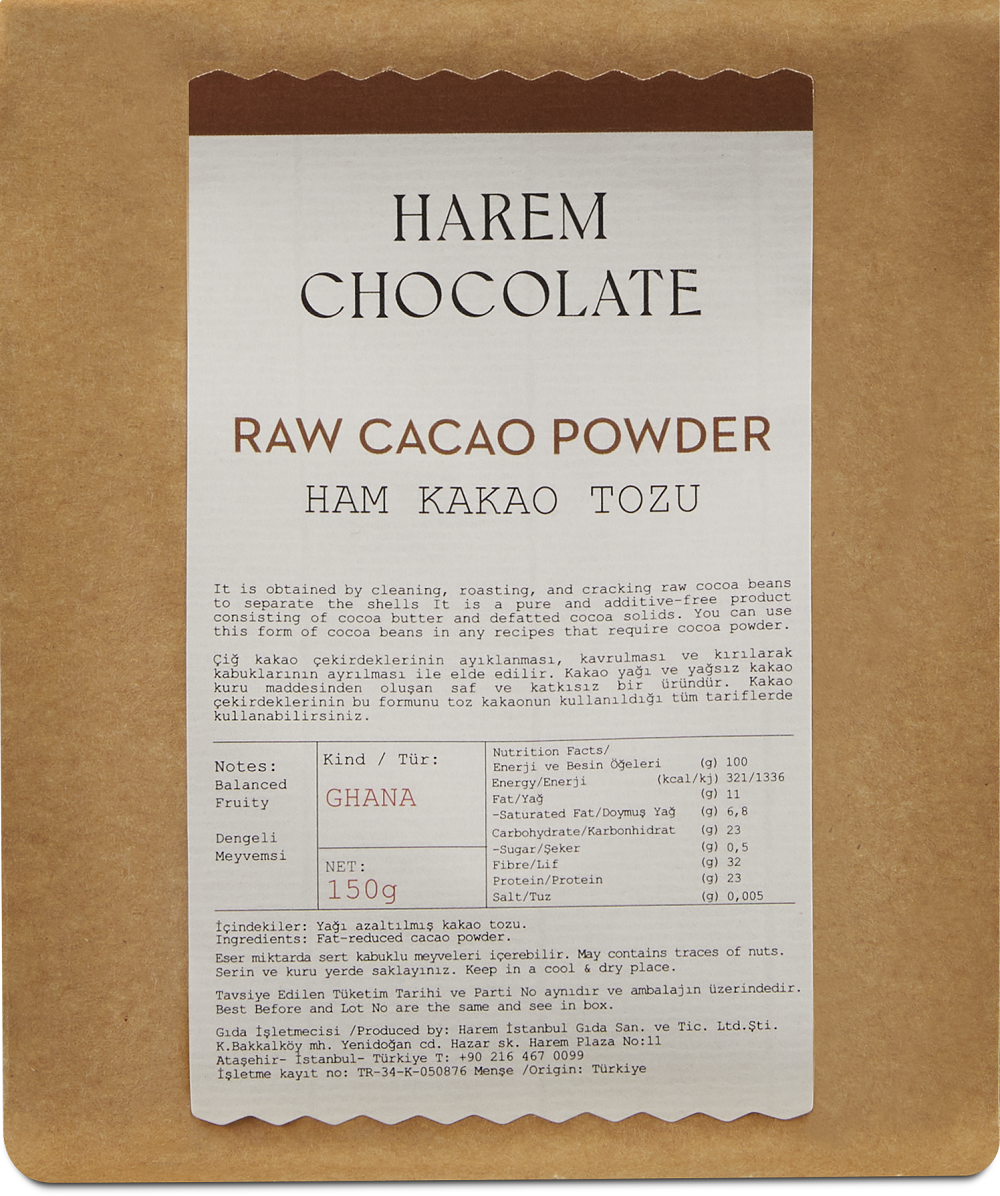 HAREM
CHOCOLATE
RAW CACAO POWDER
HAM KAKAO TOZU
It is obtained by cleaning, roasting, and cracking raw cocoa beans
to separate the shells It is a pure and additive-free product
consisting of cocoa butter and defatted cocoa solids. You can use
this form of cocoa beans in any recipes that require cocoa powder.
Çiğ kakao çekirdeklerinin ayıklanması, kavrulması ve kırılarak
kabuklarının ayrılması ile elde edilir. Kakao yağı ve yağsız kakao
kuru maddesinden oluşan saf ve katkısız bir üründür. Kakao
çekirdeklerinin bu formunu toz kakaonun kullanıldığı tüm tariflerde
kullanabilirsiniz.
Notes:
Balanced
Fruity
Dengeli
Meyvemsi
Kind / Tür:
GHANA
NET:
150g
Nutrition Facts/
Enerji ve Besin Öğeleri (g) 100
Energy/Enerji (kcal/kj) 321/1336
Fat/Yağ (g) 11
-Saturated Fat/Doymuş Yağ (g) 6,8
Carbohydrate/Karbonhidrat (g) 23
-Sugar/Şeker (g) 0,5
Fibre/Lif (g) 32
Protein/Protein (g) 23
Salt/Tuz (g) 0,005
İçindekiler: Yağı azaltılmış kakao tozu.
Ingredients: Fat-reduced cacao powder.
Eser miktarda sert kabuklu meyveleri içerebilir. May contains traces of nuts.
Serin ve kuru yerde saklayınız. Keep in a cool & dry place.
Tavsiye Edilen Tüketim Tarihi ve Parti No aynıdır ve ambalajın üzerindedir.
Best Before and Lot No are the same and see in box.
Gıda İşletmecisi /Produced by: Harem İstanbul Gıda San. ve Tic. Ltd.Şti.
K.Bakkalköy mh. Yenidoğan cd. Hazar sk. Harem Plaza No:11
Ataşehir- İstanbul- Türkiye T: +90 216 467 0099
İşletme kayıt no: TR-34-K-050876 Menşe /Origin: Türkiye